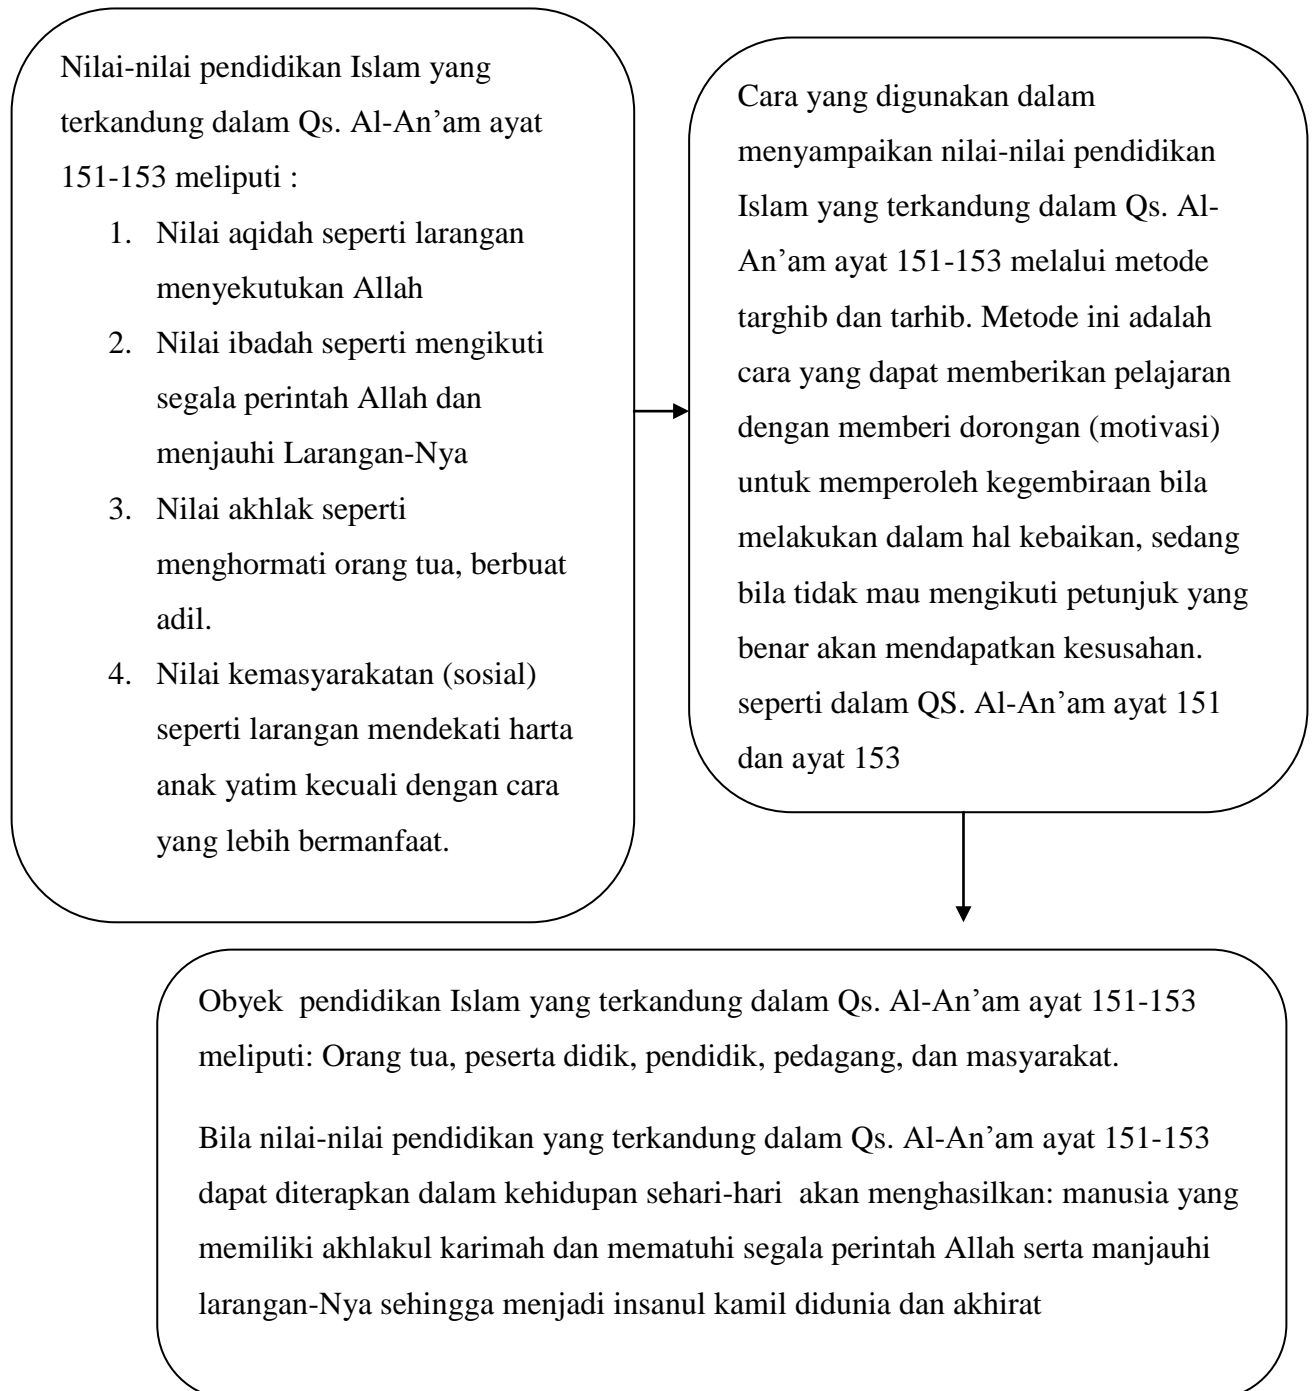 Nilai-nilai pendidikan Islam yang
terkandung dalam Qs. Al-An’am ayat
151-153 meliputi :
1. Nilai aqidah seperti larangan
menyekutukan Allah
2. Nilai ibadah seperti mengikuti
segala perintah Allah dan
menjauhi Larangan-Nya
3. Nilai akhlak seperti
menghormati orang tua, berbuat
adil.
4. Nilai kemasyarakatan (sosial)
seperti larangan mendekati harta
anak yatim kecuali dengan cara
yang lebih bermanfaat.
Cara yang digunakan dalam
menyampaikan nilai-nilai pendidikan
Islam yang terkandung dalam Qs. Al-
An’am ayat 151-153 melalui metode
targhib dan tarhib. Metode ini adalah
cara yang dapat memberikan pelajaran
dengan memberi dorongan (motivasi)
untuk memperoleh kegembiraan bila
melakukan dalam hal kebaikan, sedang
bila tidak mau mengikuti petunjuk yang
benar akan mendapatkan kesusahan.
seperti dalam QS. Al-An’am ayat 151
dan ayat 153
Obyek  pendidikan Islam yang terkandung dalam Qs. Al-An’am ayat 151-153
meliputi: Orang tua, peserta didik, pendidik, pedagang, dan masyarakat.
Bila nilai-nilai pendidikan yang terkandung dalam Qs. Al-An’am ayat 151-153
dapat diterapkan dalam kehidupan sehari-hari  akan menghasilkan: manusia yang
memiliki akhlakul karimah dan mematuhi segala perintah Allah serta manjauhi
larangan-Nya sehingga menjadi insanul kamil didunia dan akhirat